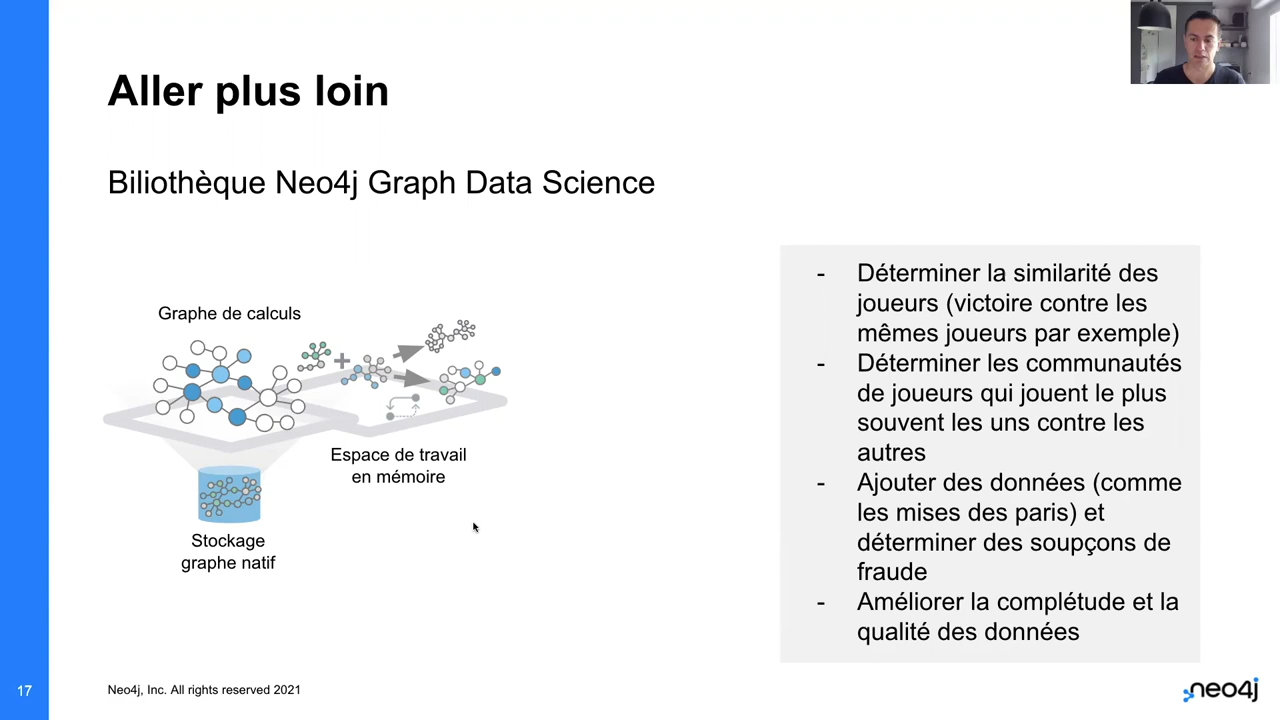 Aller plus loin
Biliothèque Neo4j Graph Data Science
Graphe de calculs
Espace de travail
en mémoire
Stockage
graphe natif
- Déterminer la similarité des
joueurs (victoire contre les
mêmes joueurs par exemple)
- Déterminer les communautés
de joueurs qui jouent le plus
souvent les uns contre les
autres
- Ajouter des données (comme
les mises des paris) et
déterminer des soupçons de
fraude
- Améliorer la complétude et la
qualité des données
17
Neo4j, Inc. All rights reserved 2021
neo4j